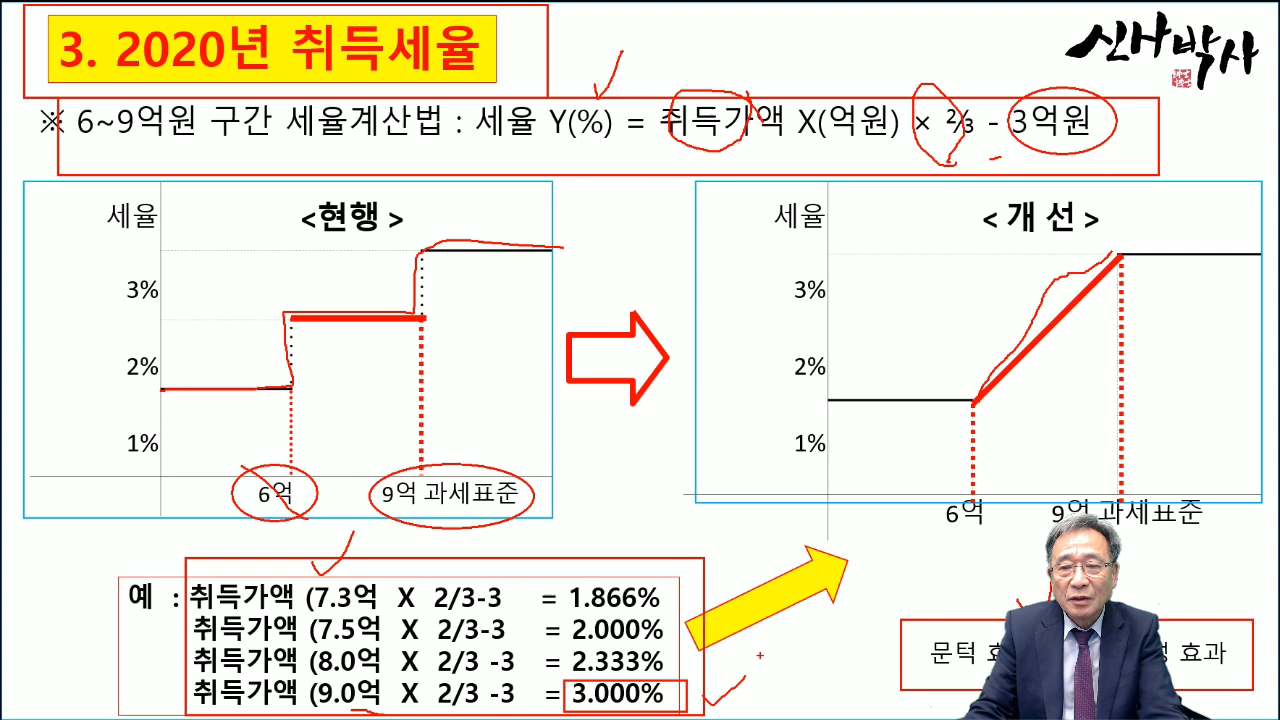 3. 2020년 취득세율
신사박사
※ 6~9억원 구간 세율계산법 : 세율 Y(%) = 취득가액 X(억원) × ⅔ - 3억원
세율
<현행 >
3%
2%
1%
6억
9억 과세표준
세율
< 개 선 >
3%
2%
1%
6억
9억 과세표준
예 : 취득가액 (7.3억 X 2/3-3 = 1.866%
취득가액 (7.5억 X 2/3-3 = 2.000%
취득가액 (8.0억 X 2/3 -3 = 2.333%
취득가액 (9.0억 X 2/3 -3 = 3.000%
문턱 효과